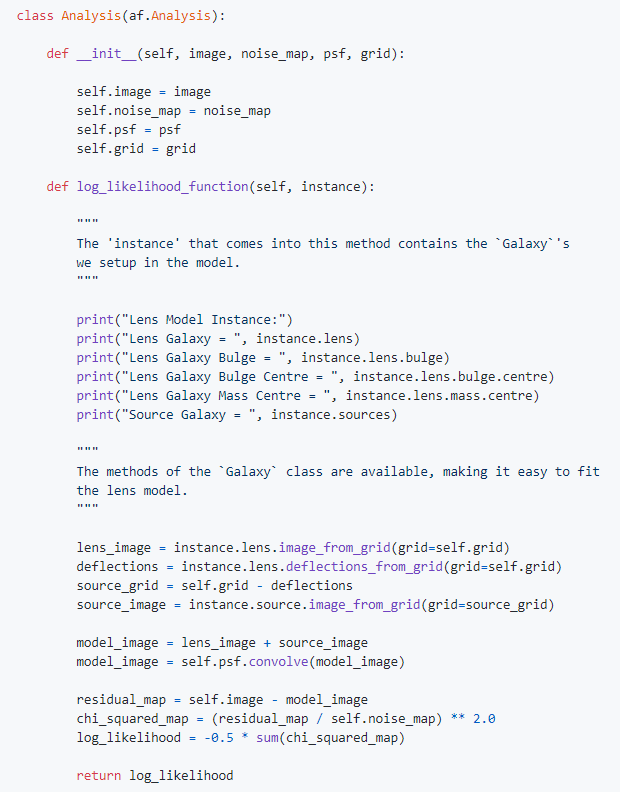 class Analysis(af.Analysis):
def __init__(self, image, noise_map, psf, grid):
self.image = image
self.noise_map = noise_map
self.psf = psf
self.grid = grid
def log_likelihood_function(self, instance):
"""
The 'instance' that comes into this method contains the `Galaxy`'s
we setup in the model.
"""
print("Lens Model Instance:")
print("Lens Galaxy = ", instance.lens)
print("Lens Galaxy Bulge = ", instance.lens.bulge)
print("Lens Galaxy Bulge Centre = ", instance.lens.bulge.centre)
print("Lens Galaxy Mass Centre = ", instance.lens.mass.centre)
print("Source Galaxy = ", instance.sources)
"""
The methods of the `Galaxy` class are available, making it easy to fit
the lens model.
"""
lens_image = instance.lens.image_from_grid(grid=self.grid)
deflections = instance.lens.deflections_from_grid(grid=self.grid)
source_grid = self.grid - deflections
source_image = instance.source.image_from_grid(grid=source_grid)
model_image = lens_image + source_image
model_image = self.psf.convolve(model_image)
residual_map = self.image - model_image
chi_squared_map = (residual_map / self.noise_map) ** 2.0
log_likelihood = -0.5 * sum(chi_squared_map)
return log_likelihood